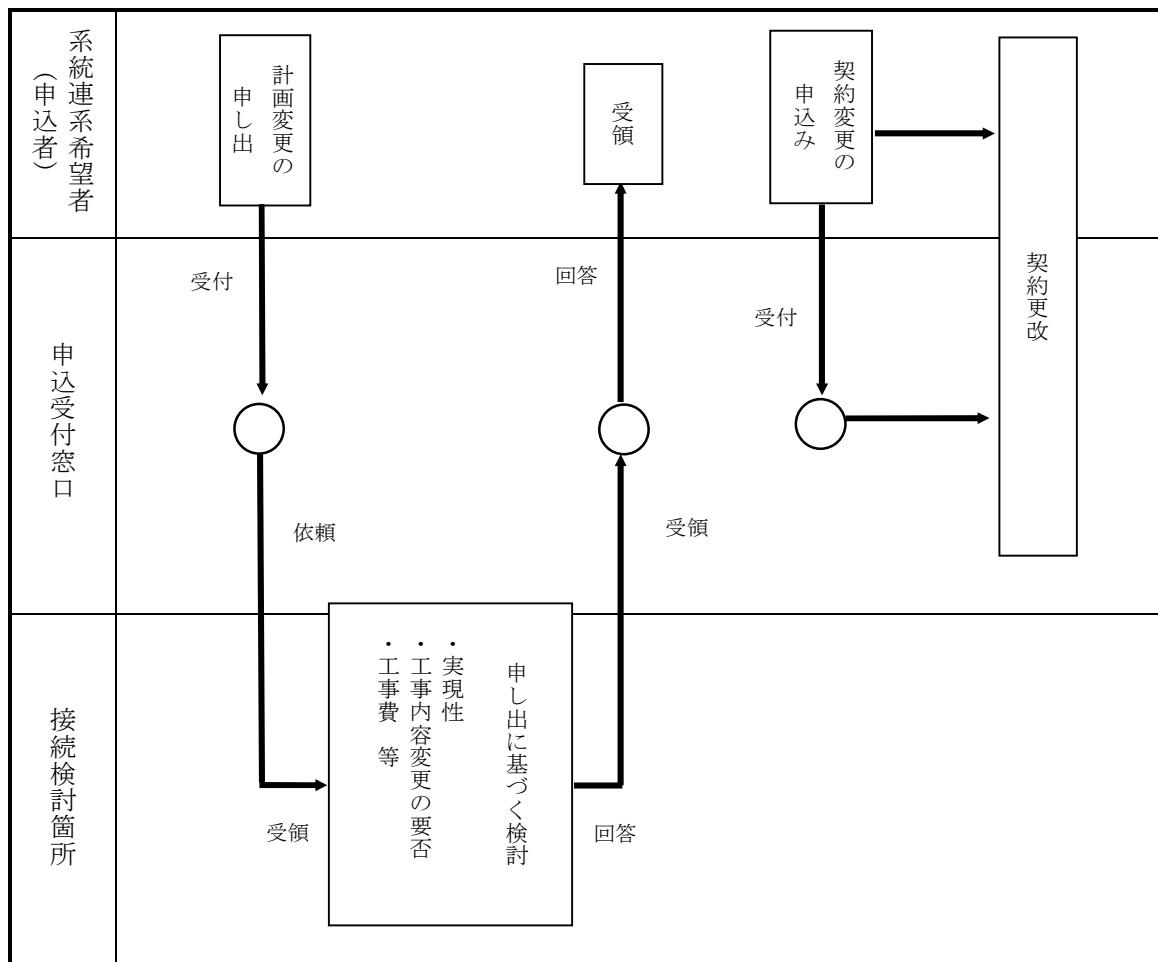 系統連系希望者
（申込者）
計画変更の
申し出
受領
契約変更の
申込み
契約更改
申込受付窓口
受付
回答
受付
依頼
受領
接続検討箇所
申し出に基づく検討
・実現性
・工事内容変更の要否
・工事費　等
受領
回答